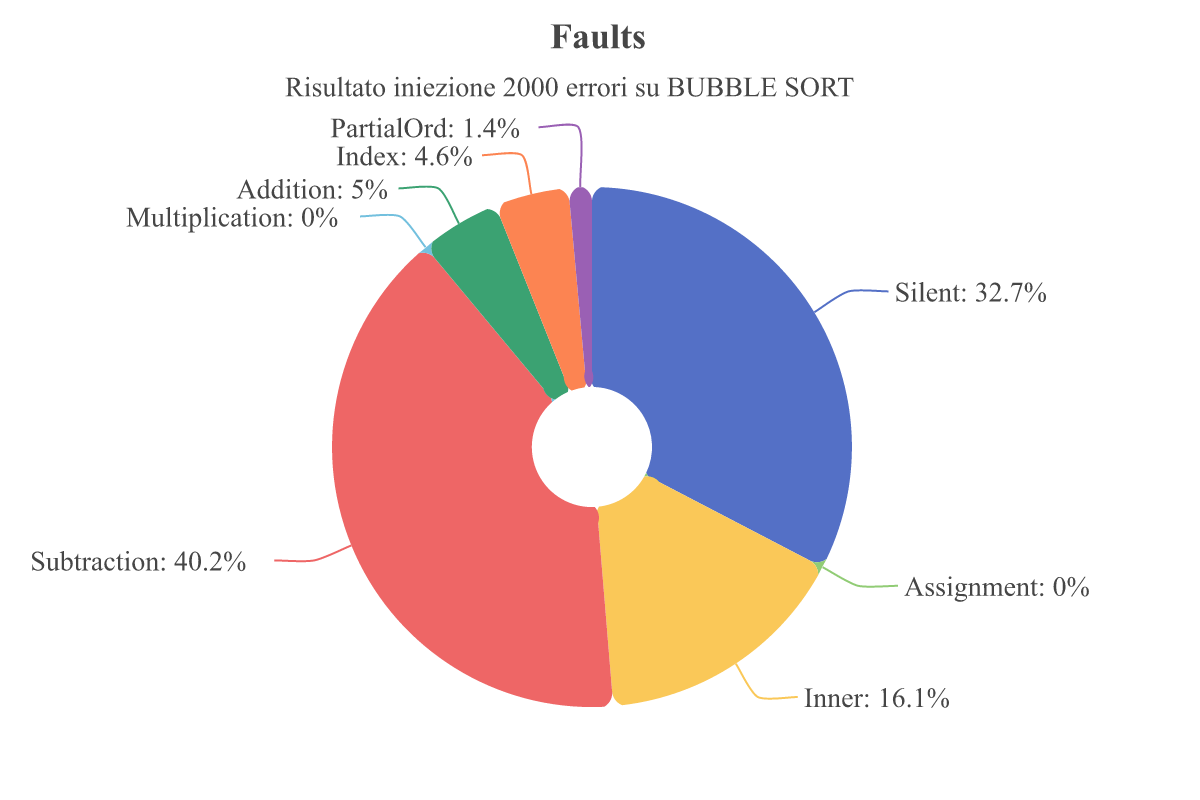 Faults
Risultato iniezione 2000 errori su BUBBLE SORT
PartialOrd: 1.4%
Index: 4.6%
Addition: 5%
Multiplication: 0%
Silent: 32.7%
Subtraction: 40.2%
Assignment: 0%
Inner: 16.1%